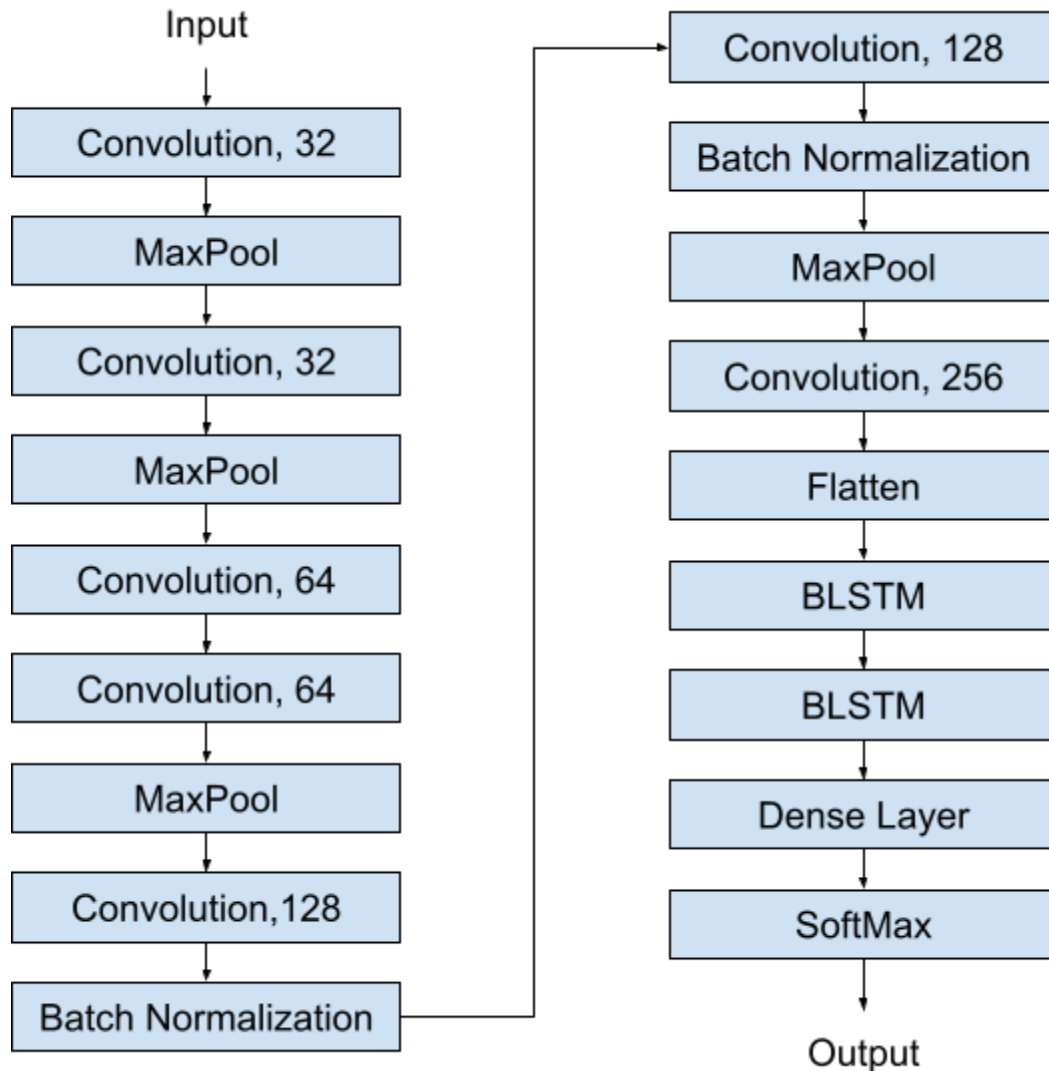 Input
Convolution, 32
MaxPool
Convolution, 32
MaxPool
Convolution, 64
Convolution, 64
MaxPool
Convolution,128
Batch Normalization
Convolution, 128
Batch Normalization
MaxPool
Convolution, 256
Flatten
BLSTM
BLSTM
Dense Layer
SoftMax
Output